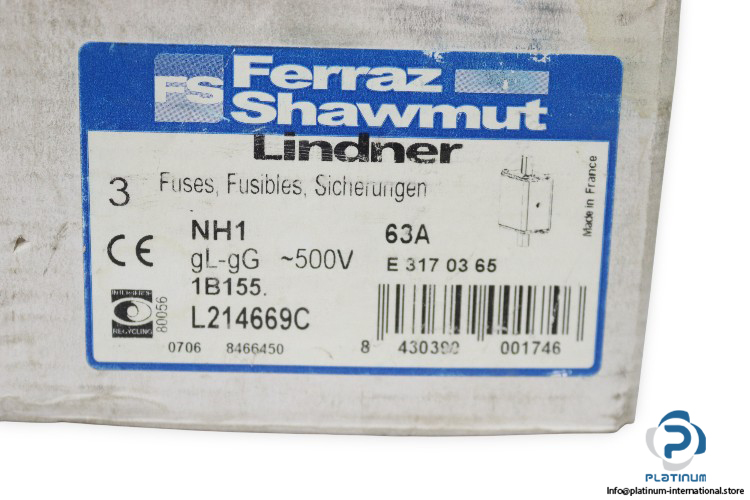 FS Ferraz Shawmut
Lindner
3 Fuses, Fusibles, Sicherungen
Made in France
NH1 63A
gL-gG ~500V E 317 03 65
1B155.
L214669C
80056
RECYCLING
0706 8466450
8 430390 001746
PLATINUM
Info@platinum-international.store
CE